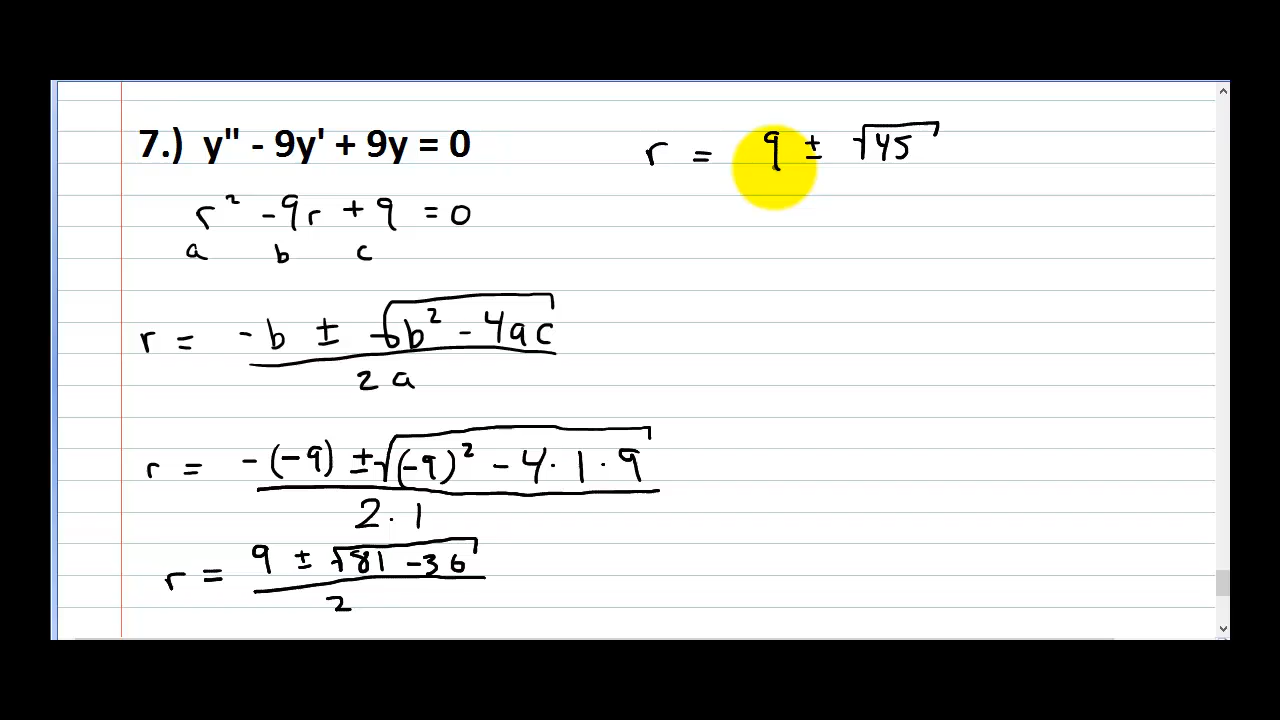 7.) y" - 9y' + 9y = 0
r² - 9r + 9 = 0
a b c
r = -b ± √b² - 4ac
2a
r = -(-9) ± √(-9)² - 4·1·9
2·1
r = 9 ± √81 - 36
2
r = 9 ± √45